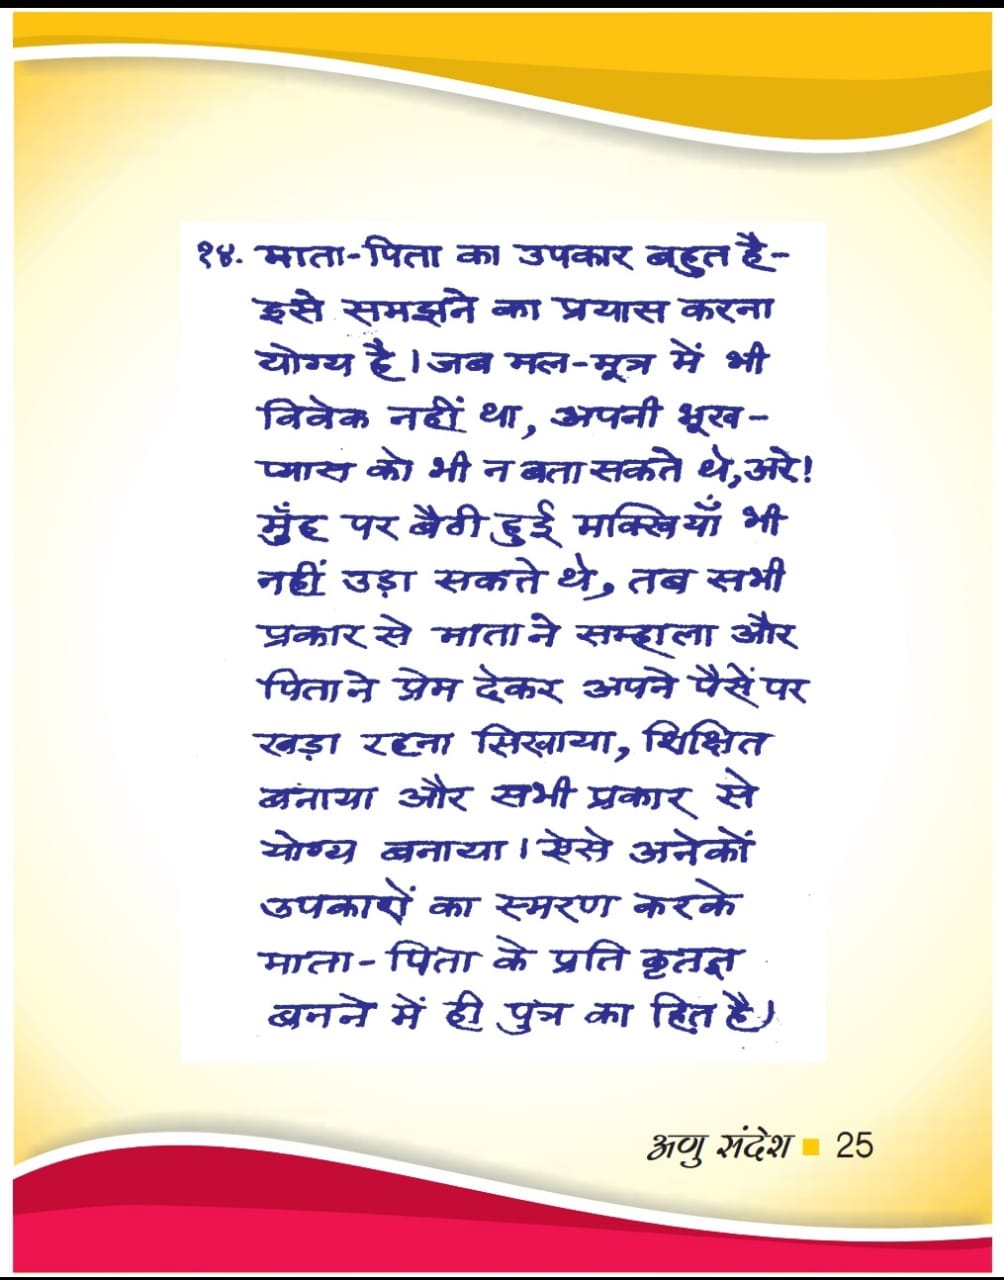 १४. माता-पिता का उपकार बहुत है-
इसे समझने का प्रयास करना
योग्य है। जब मल-मूत्र में भी
विवेक नहीं था, अपनी भूख-
प्यास को भी न बता सकते थे, अरे!
मुँह पर बैठी हुई मक्खियाँ भी
नहीं उड़ा सकते थे, तब सभी
प्रकार से माता ने सम्हाला और
पिता ने प्रेम देकर अपने पैसें पर
खड़ा रहना सिखाया, शिक्षित
बनाया और सभी प्रकार से
योग्य बनाया। ऐसे अनेकों
उपकारों का स्मरण करके
माता-पिता के प्रति कृतज्ञ
बनने में ही पुत्र का हित है।
अणु संदेश ■ 25